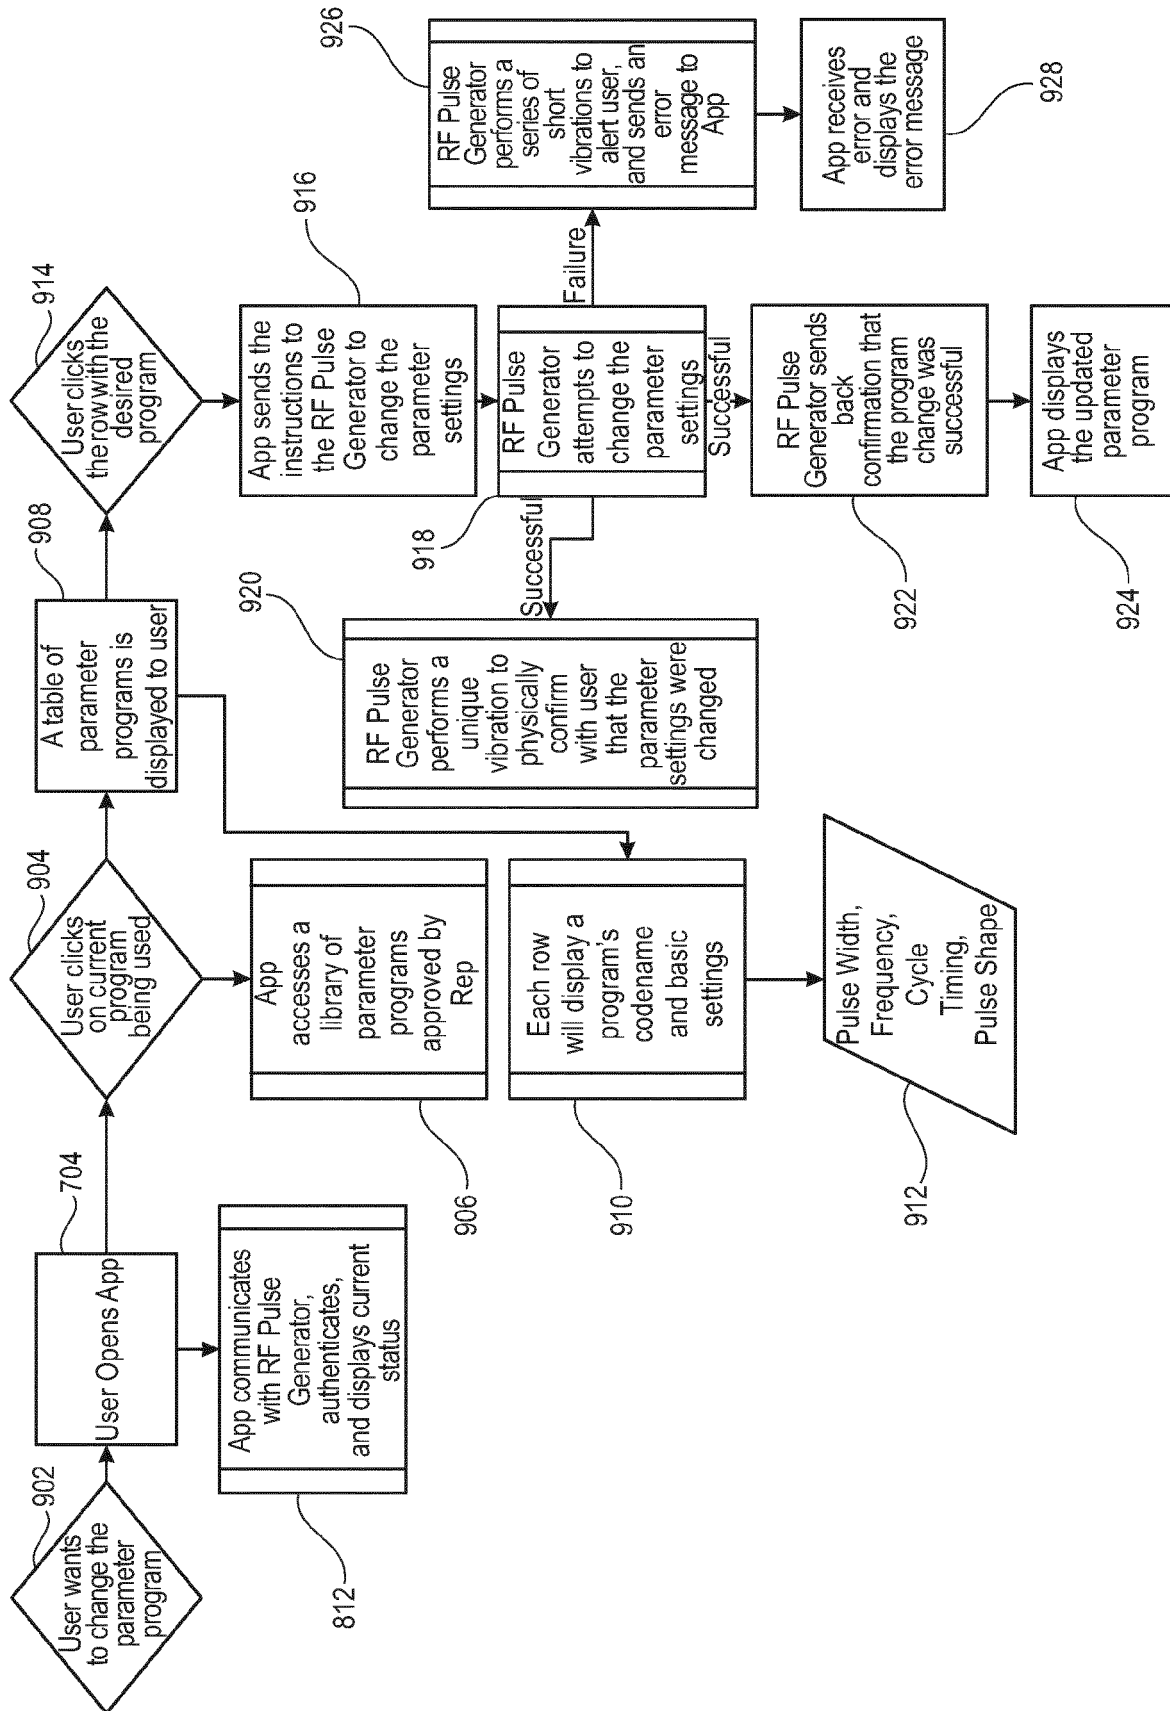 902
User wants
to change the
parameter
program
704
User Opens App
812
App communicates
with RF Pulse
Generator,
authenticates,
and displays current
status
904
User clicks
on current
program
being used
906
App
accesses a
library of
parameter
programs
approved by
Rep
908
A table of
parameter
programs is
displayed to user
910
Each row
will display a
program's
codename
and basic
settings
912
Pulse Width,
Frequency,
Cycle
Timing,
Pulse Shape
914
User clicks
the row with the
desired
program
916
App sends the
instructions to
the RF Pulse
Generator to
change the
parameter
settings
918
RF Pulse
Generator
attempts to
change the
parameter
settings
Successful
920
RF Pulse
Generator
performs a
unique
vibration to
physically
confirm
with user
that the
parameter
settings were
changed
Successful
922
RF Pulse
Generator sends
back
confirmation that
the program
change was
successful
924
App displays
the updated
parameter
program
Failure
926
RF Pulse
Generator
performs a
series of
short
vibrations to
alert user,
and sends an
error
message to
App
928
App receives
error and
displays the
error message